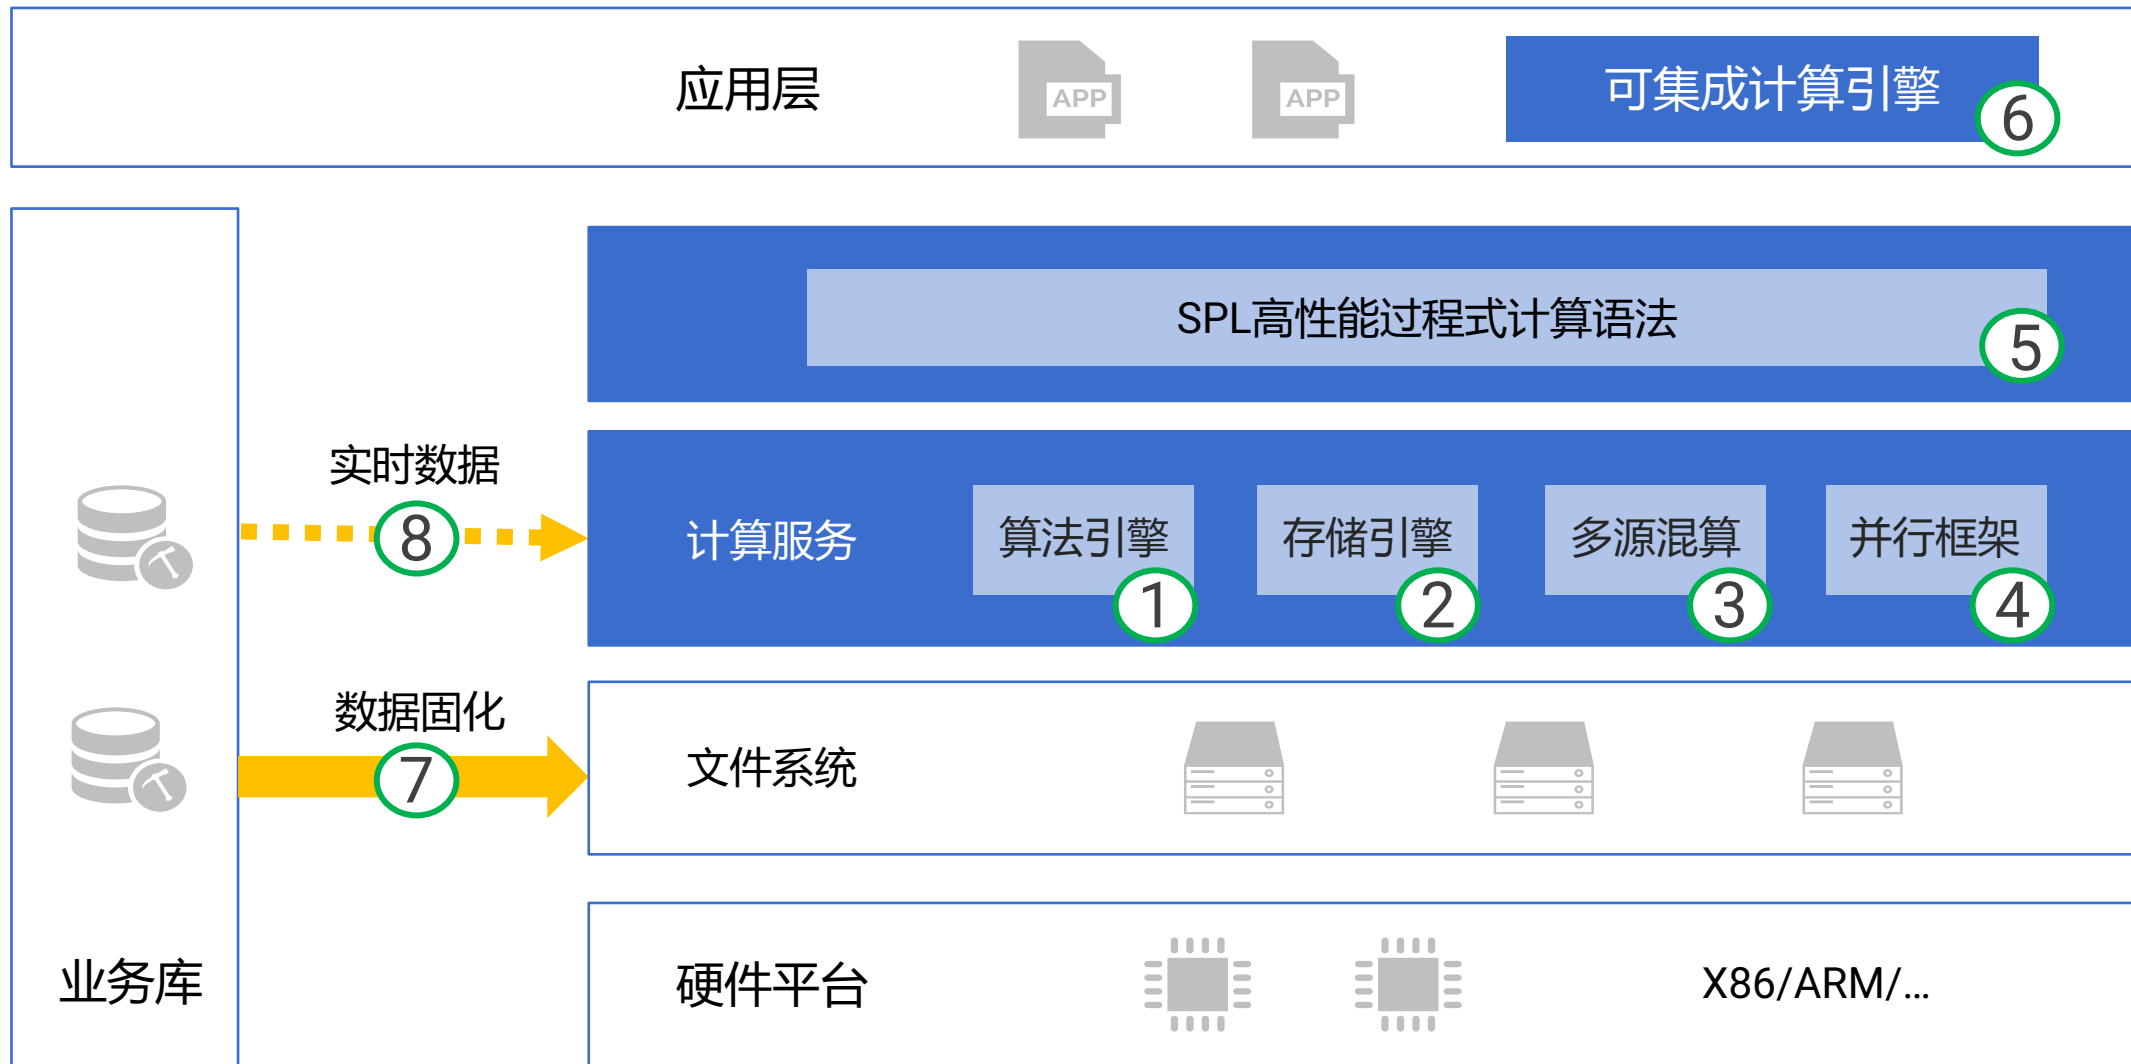 应用层
APP
APP
可集成计算引擎
6
SPL高性能过程式计算语法
5
实时数据
8
计算服务
算法引擎
1
存储引擎
2
多源混算
3
并行框架
4
数据固化
7
文件系统
业务库
硬件平台
X86/ARM/...